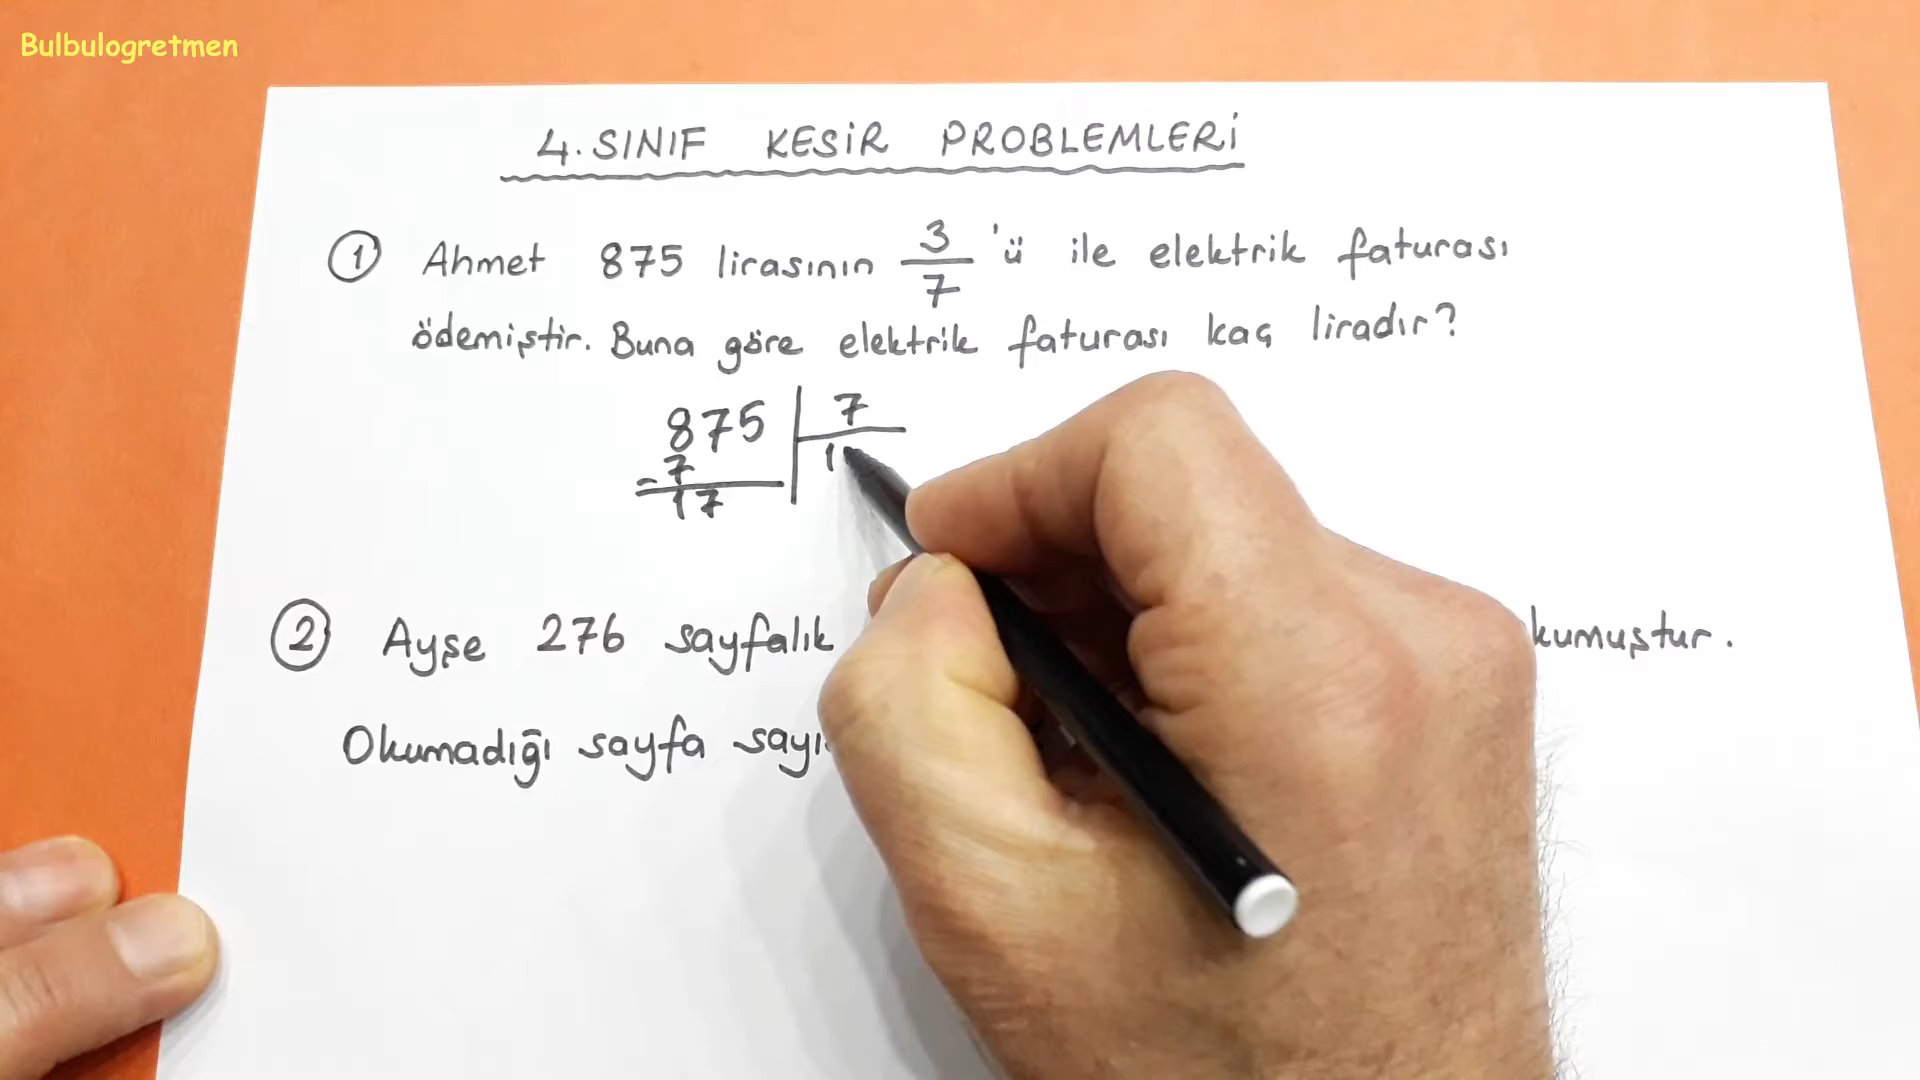 Bulbulogretmen
4. SINIF KESİR PROBLEMLERİ
1 Ahmet 875 lirasının 3/7 'ü ile elektrik faturası
ödemiştir. Buna göre elektrik faturası kaç liradır?
875 7
- 7 1
17
2 Ayşe 276 sayfalık
Okumadığı sayfa